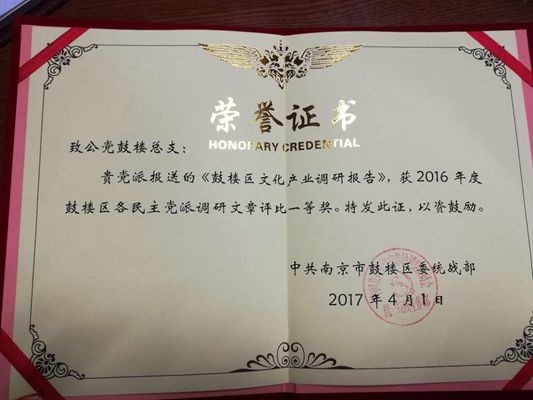 荣誉证书
HONORARY CREDENTIAL
致公党鼓楼总支：
贵党派报送的《鼓楼区文化产业调研报告》，获2016年度
鼓楼区各民主党派调研文章评比一等奖。特发此证，以资鼓励。
中共南京市鼓楼区委统战部
2017年4月1日